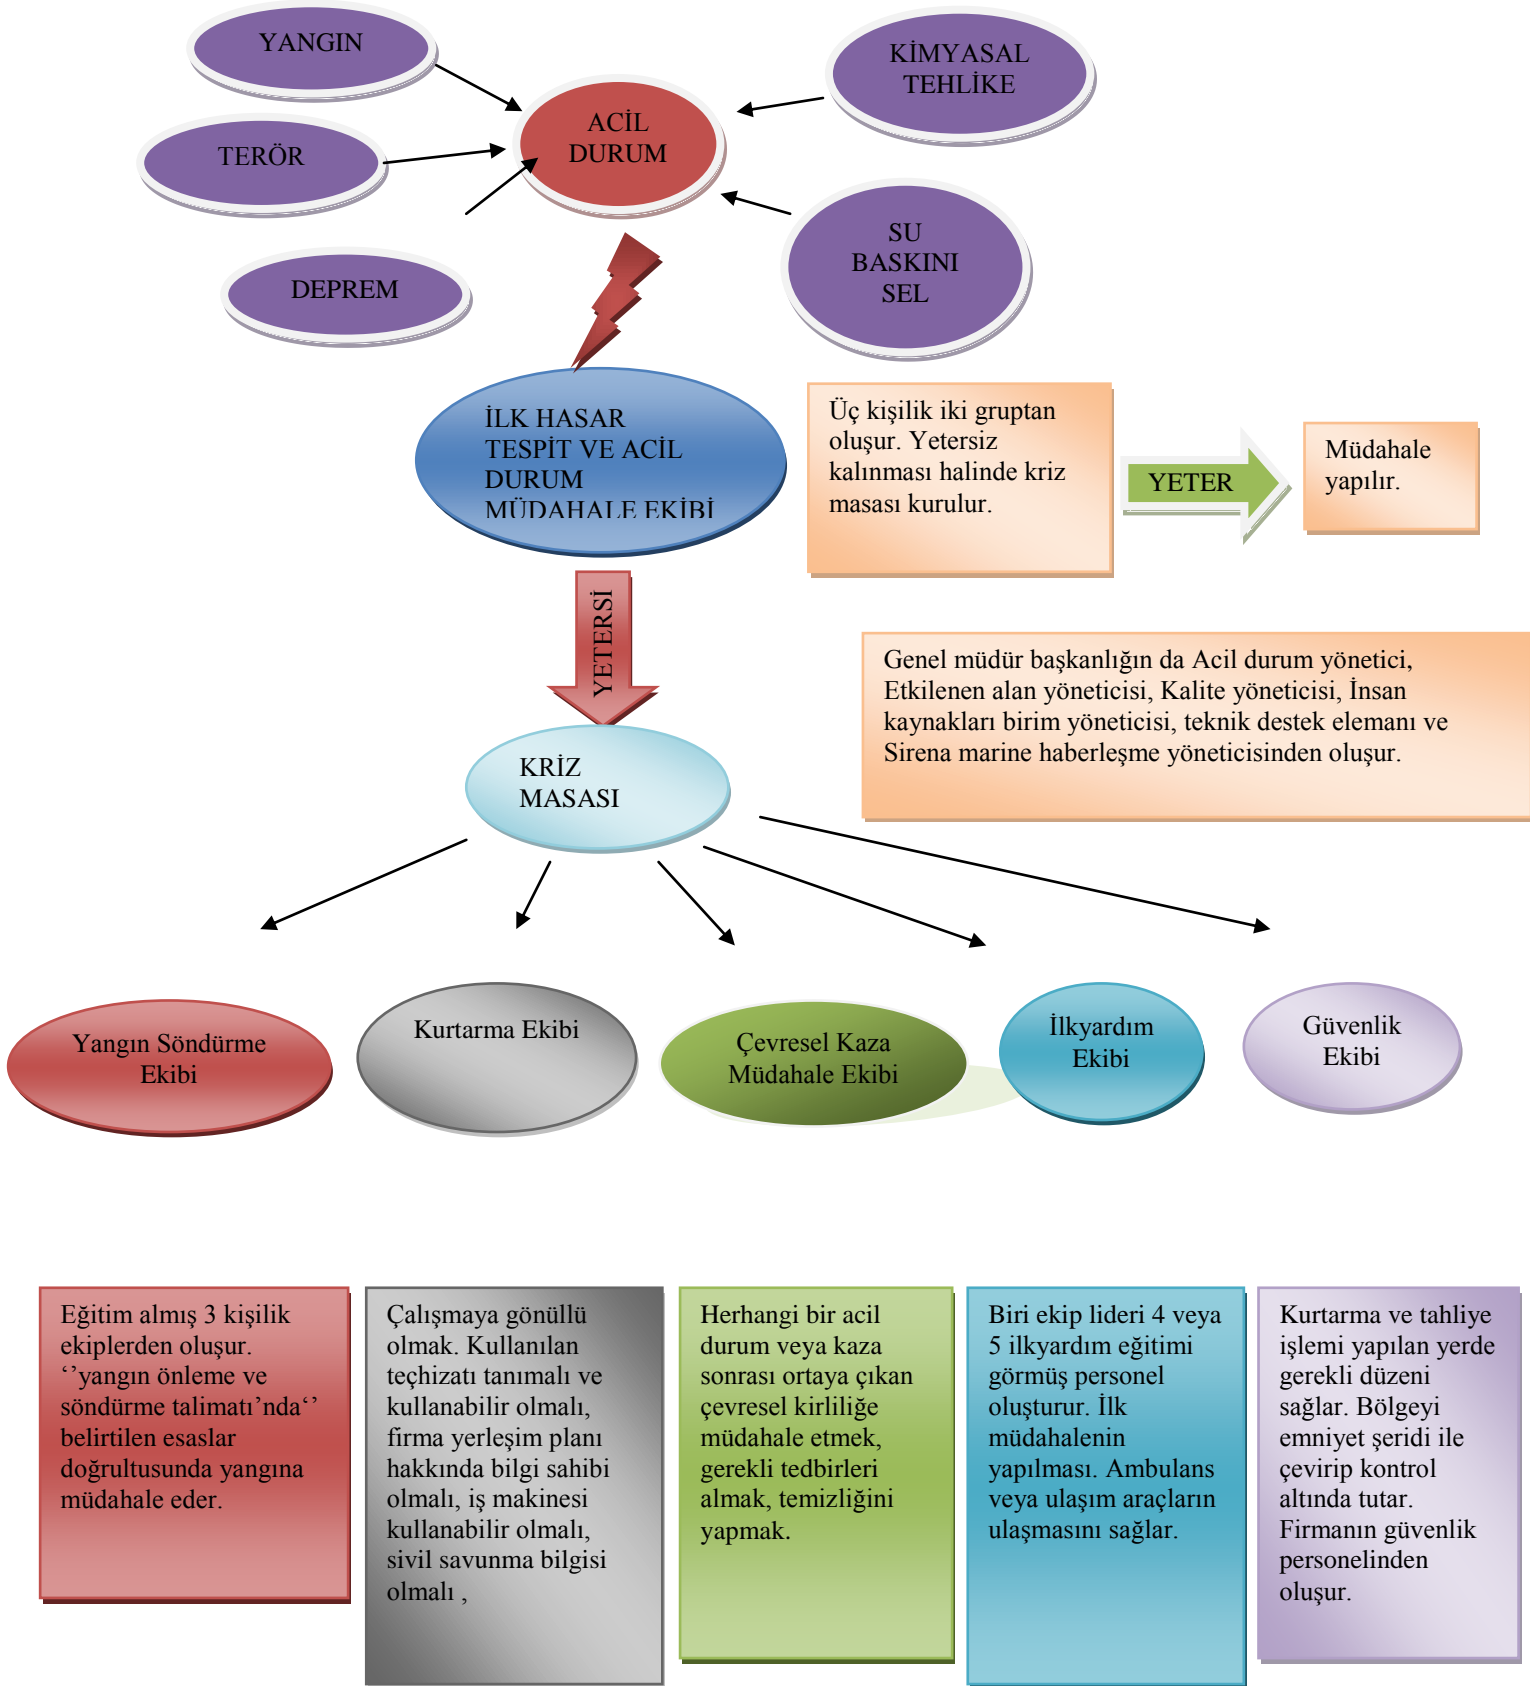 YANGIN
KİMYASAL
TEHLİKE
ACİL
DURUM
TERÖR
SU
BASKINI
SEL
DEPREM
İLK HASAR
TESPİT VE ACİL
DURUM
MÜDAHALE EKİBİ
Üç kişilik iki gruptan
oluşur. Yetersiz
kalınması halinde kriz
masası kurulur.
YETER
Müdahale
yapılır.
YETERSİ
Genel müdür başkanlığın da Acil durum yönetici,
Etkilenen alan yöneticisi, Kalite yöneticisi, İnsan
kaynakları birim yöneticisi, teknik destek elemanı ve
Sirena marine haberleşme yöneticisinden oluşur.
KRİZ
MASASI
Yangın Söndürme
Ekibi
Kurtarma Ekibi
Çevresel Kaza
Müdahale Ekibi
İlkyardım
Ekibi
Güvenlik
Ekibi
Eğitim almış 3 kişilik
ekiplerden oluşur.
‘’yangın önleme ve
söndürme talimatı’nda‘’
belirtilen esaslar
doğrultusunda yangına
müdahale eder.
Çalışmaya gönüllü
olmak. Kullanılan
teçhizatı tanımalı ve
kullanabilir olmalı,
firma yerleşim planı
hakkında bilgi sahibi
olmalı, iş makinesi
kullanabilir olmalı,
sivil savunma bilgisi
olmalı ,
Herhangi bir acil
durum veya kaza
sonrası ortaya çıkan
çevresel kirliliğe
müdahale etmek,
gerekli tedbirleri
almak, temizliğini
yapmak.
Biri ekip lideri 4 veya
5 ilkyardım eğitimi
görmüş personel
oluşturur. İlk
müdahalenin
yapılması. Ambulans
veya ulaşım araçların
ulaşmasını sağlar.
Kurtarma ve tahliye
işlemi yapılan yerde
gerekli düzeni
sağlar. Bölgeyi
emniyet şeridi ile
çevirip kontrol
altında tutar.
Firmanın güvenlik
personelinden
oluşur.